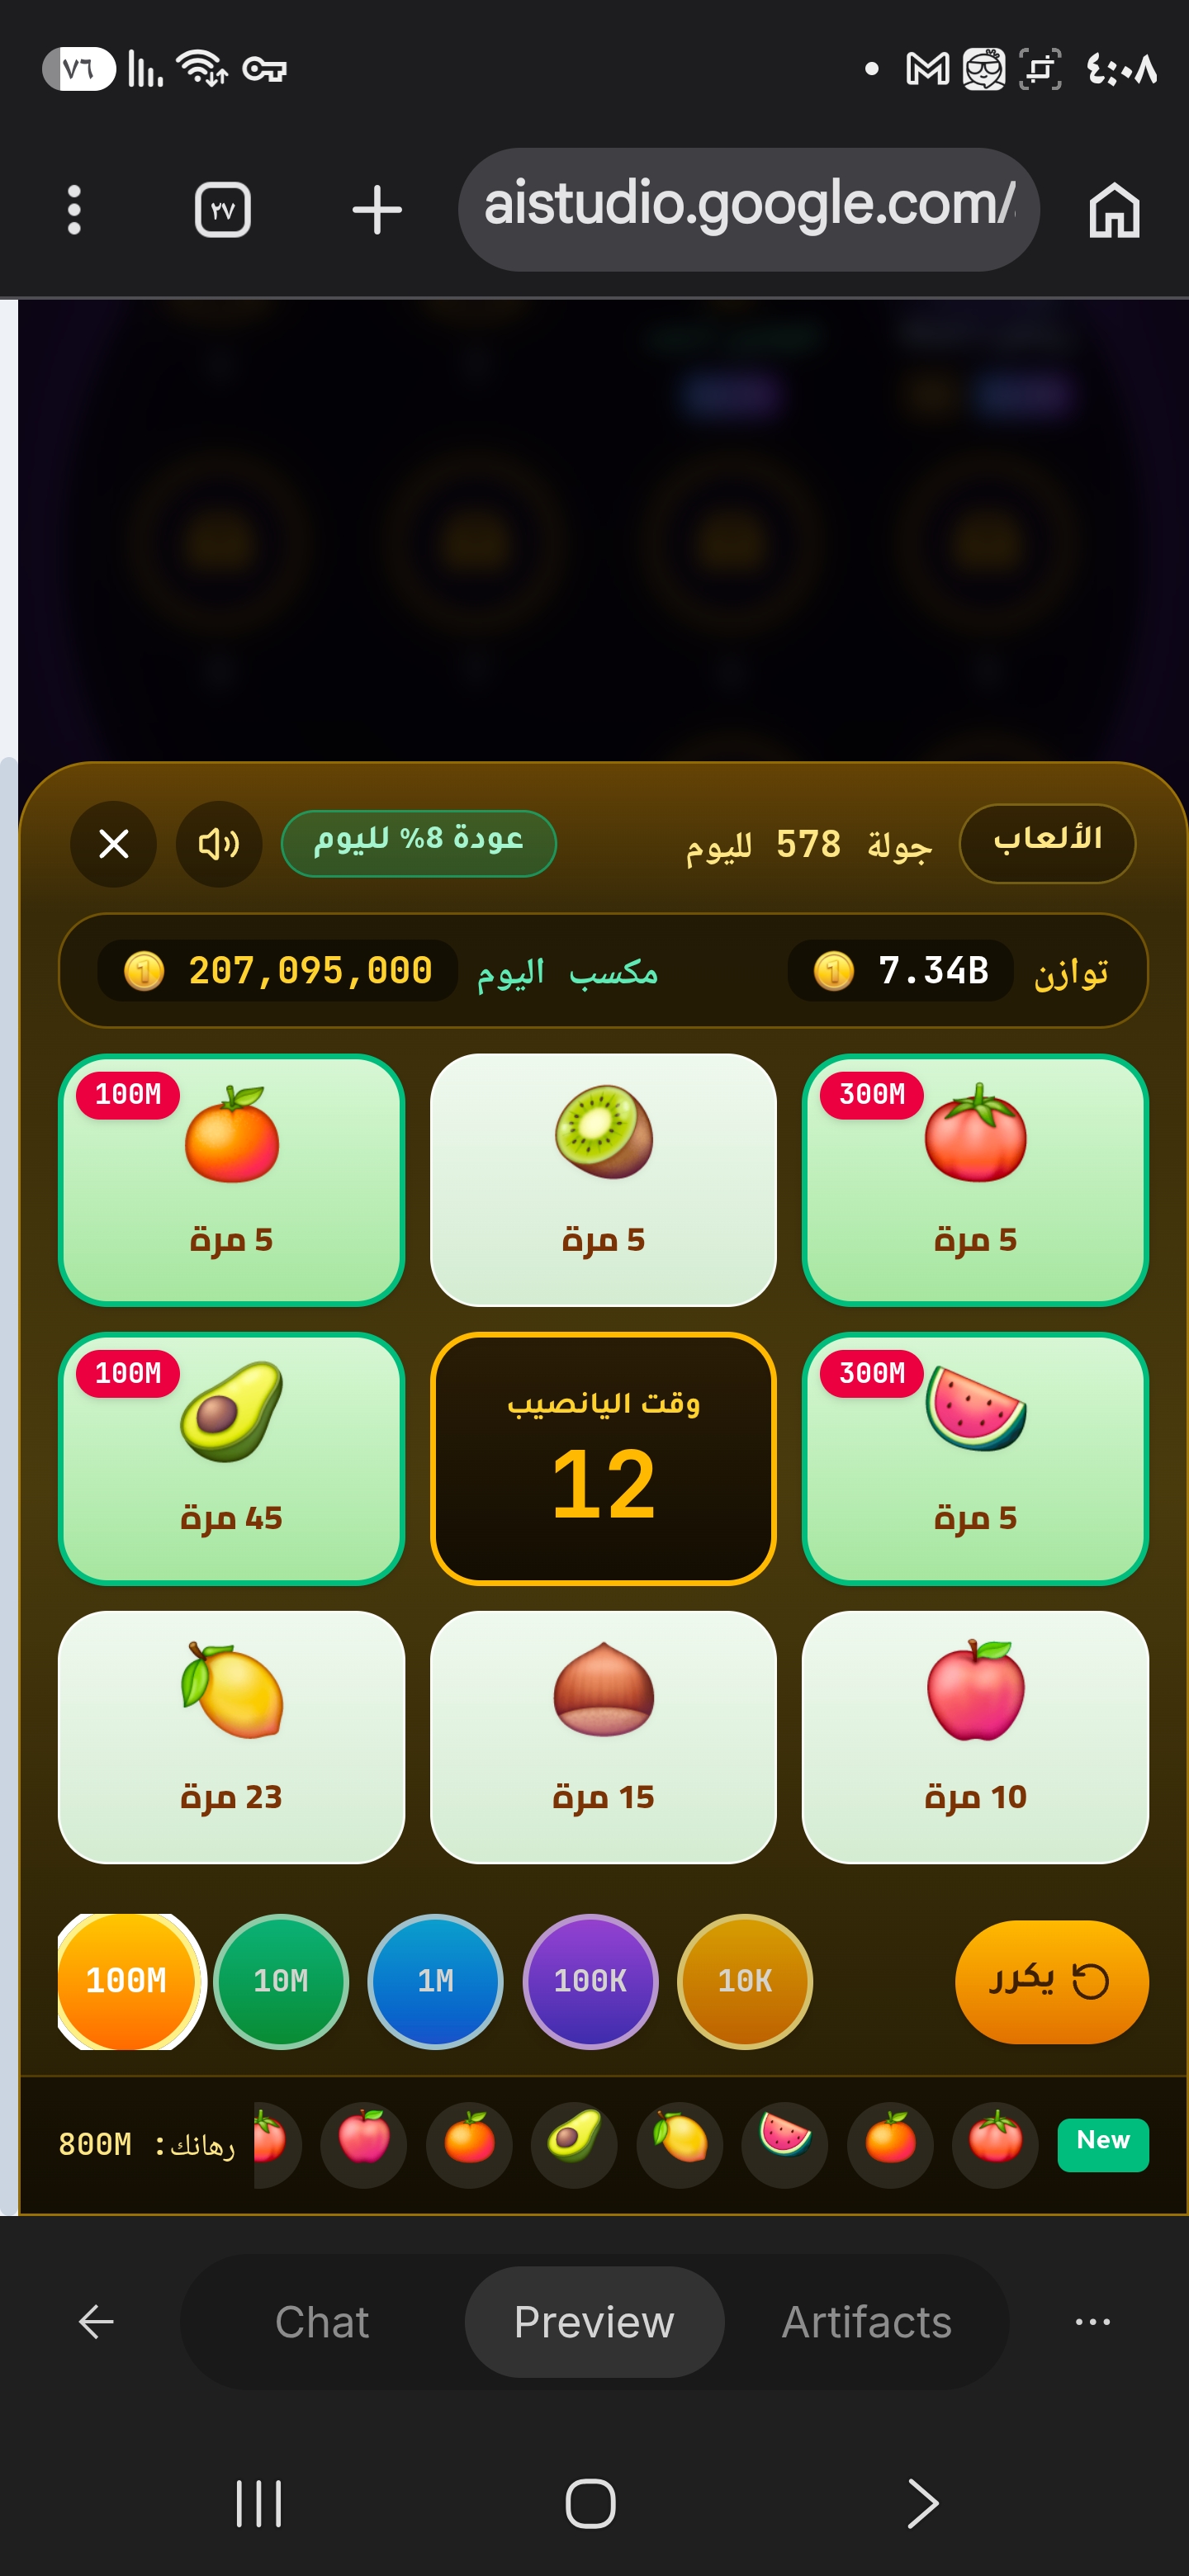 ٤:٠٨
٧٦
aistudio.google.com/
٢٧
الألعاب
جولة 578 لليوم
عودة 8% لليوم
توازن 7.34B
مكسب اليوم 207,095,000
300M
5 مرة
5 مرة
100M
5 مرة
300M
5 مرة
وقت اليانصيب
12
100M
45 مرة
10 مرة
15 مرة
23 مرة
يكرر
10K
100K
1M
10M
100M
New
رهانك: 800M
Chat
Preview
Artifacts